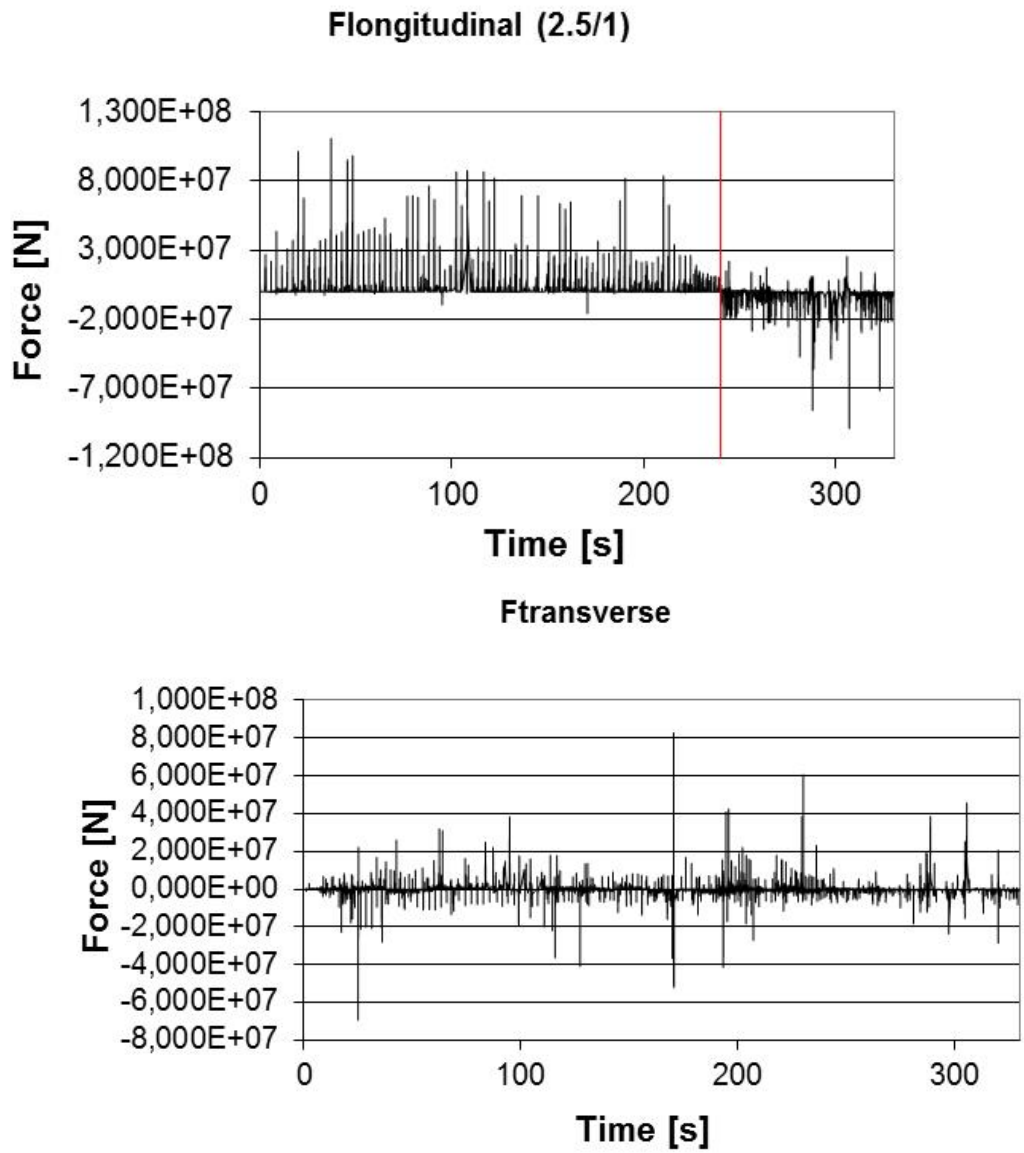 Flongitudinal (2.5/1)
1,300E+08
8,000E+07
3,000E+07
-2,000E+07
-7,000E+07
-1,200E+08
Force [N]
0 100 200 300
Time [s]
Ftransverse
1,000E+08
8,000E+07
6,000E+07
4,000E+07
2,000E+07
0,000E+00
-2,000E+07
-4,000E+07
-6,000E+07
-8,000E+07
Force [N]
0 100 200 300
Time [s]